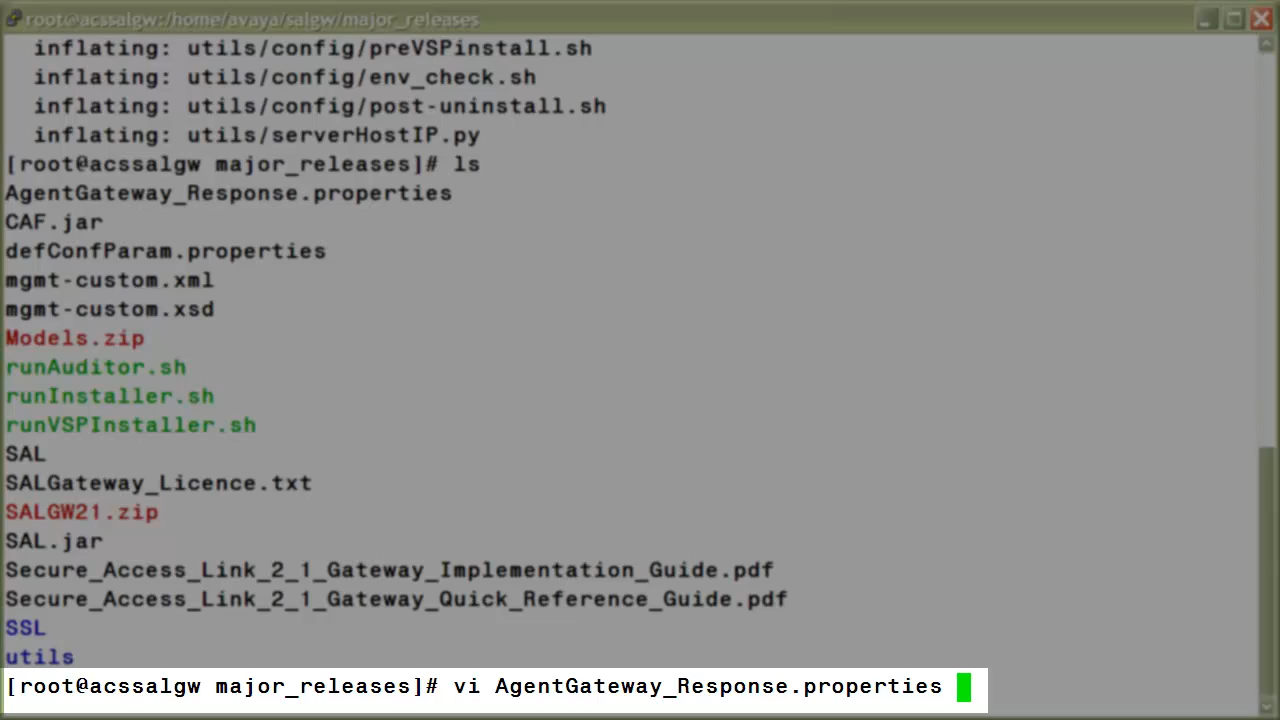 root@acssalgw:/home/avaya/salgw/major_releases
inflating: utils/config/preVSPinstall.sh
inflating: utils/config/env_check.sh
inflating: utils/config/post-uninstall.sh
inflating: utils/serverHostIP.py
[root@acssalgw major_releases]# ls
AgentGateway_Response.properties
CAF.jar
defConfParam.properties
mgmt-custom.xml
mgmt-custom.xsd
Models.zip
runAuditor.sh
runInstaller.sh
runVSPInstaller.sh
SAL
SALGateway_Licence.txt
SALGW21.zip
SAL.jar
Secure_Access_Link_2_1_Gateway_Implementation_Guide.pdf
Secure_Access_Link_2_1_Gateway_Quick_Reference_Guide.pdf
SSL
utils
[root@acssalgw major_releases]# vi AgentGateway_Response.properties